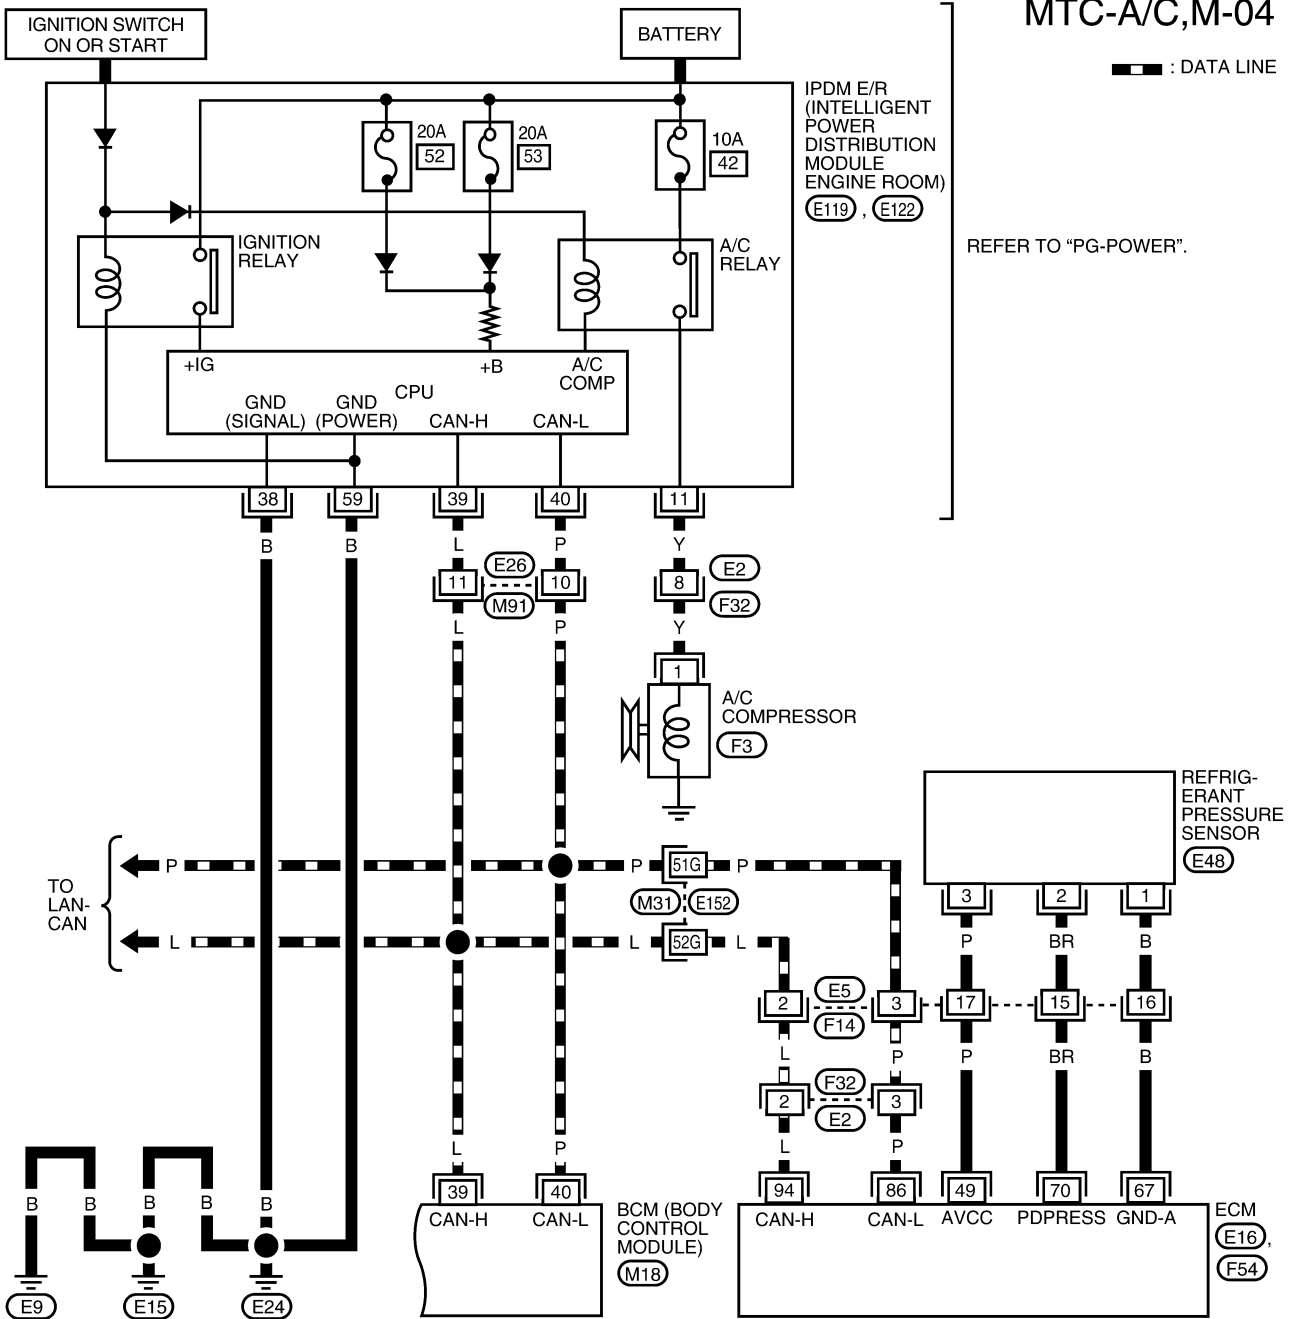 MTC-A/C,M-04
IGNITION SWITCH
ON OR START
BATTERY
: DATA LINE
IPDM E/R
(INTELLIGENT
POWER
DISTRIBUTION
MODULE
ENGINE ROOM)
E119 , E122
REFER TO “PG-POWER”.
20A
52
20A
53
10A
42
IGNITION
RELAY
A/C
RELAY
+IG
+B
A/C
COMP
CPU
GND
(SIGNAL)
GND
(POWER)
CAN-H
CAN-L
38
59
39
40
11
B
B
L
P
Y
11
E26
M91
10
8
E2
F32
L
P
Y
1
A/C
COMPRESSOR
F3
REFRIG-
ERANT
PRESSURE
SENSOR
E48
TO
LAN-
CAN
P
P
51G
P
M31
E152
L
L
52G
L
3
2
1
P
BR
B
2
E5
F14
3
17
15
16
L
P
P
BR
B
2
F32
E2
3
L
P
L
P
B
B
B
B
B
39
40
94
86
49
70
67
CAN-H
CAN-L
BCM (BODY
CONTROL
MODULE)
M18
CAN-H
CAN-L
AVCC
PDPRESS
GND-A
ECM
E16 ,
F54
E9
E15
E24